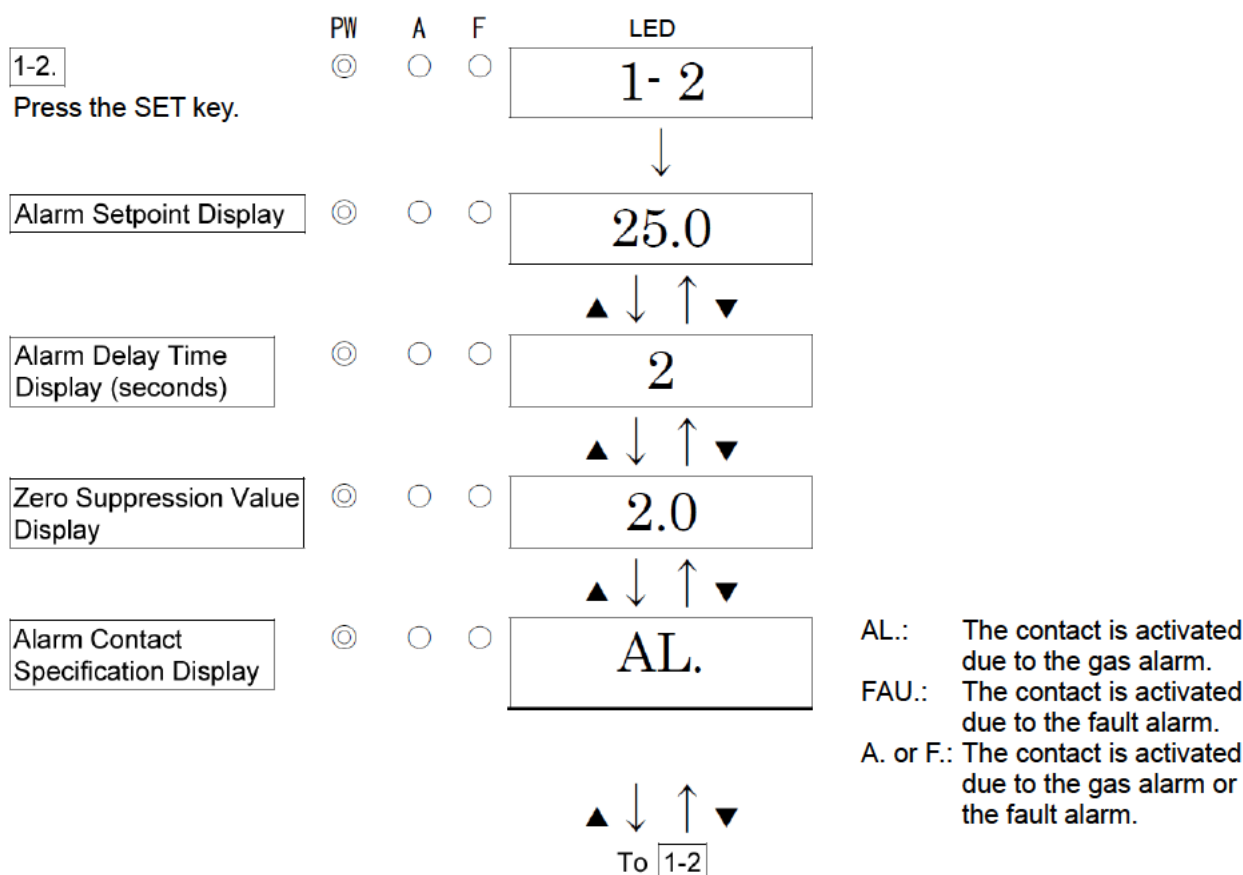 PW A F LED
1-2.
1- 2
Press the SET key.
↓
Alarm Setpoint Display
25.0
▲ ↓ ↑ ▼
Alarm Delay Time
Display (seconds)
2
▲ ↓ ↑ ▼
Zero Suppression Value
Display
2.0
▲ ↓ ↑ ▼
Alarm Contact
Specification Display
AL.
AL.: The contact is activated
due to the gas alarm.
FAU.: The contact is activated
due to the fault alarm.
A. or F.: The contact is activated
due to the gas alarm or
the fault alarm.
▲ ↓ ↑ ▼
To 1-2